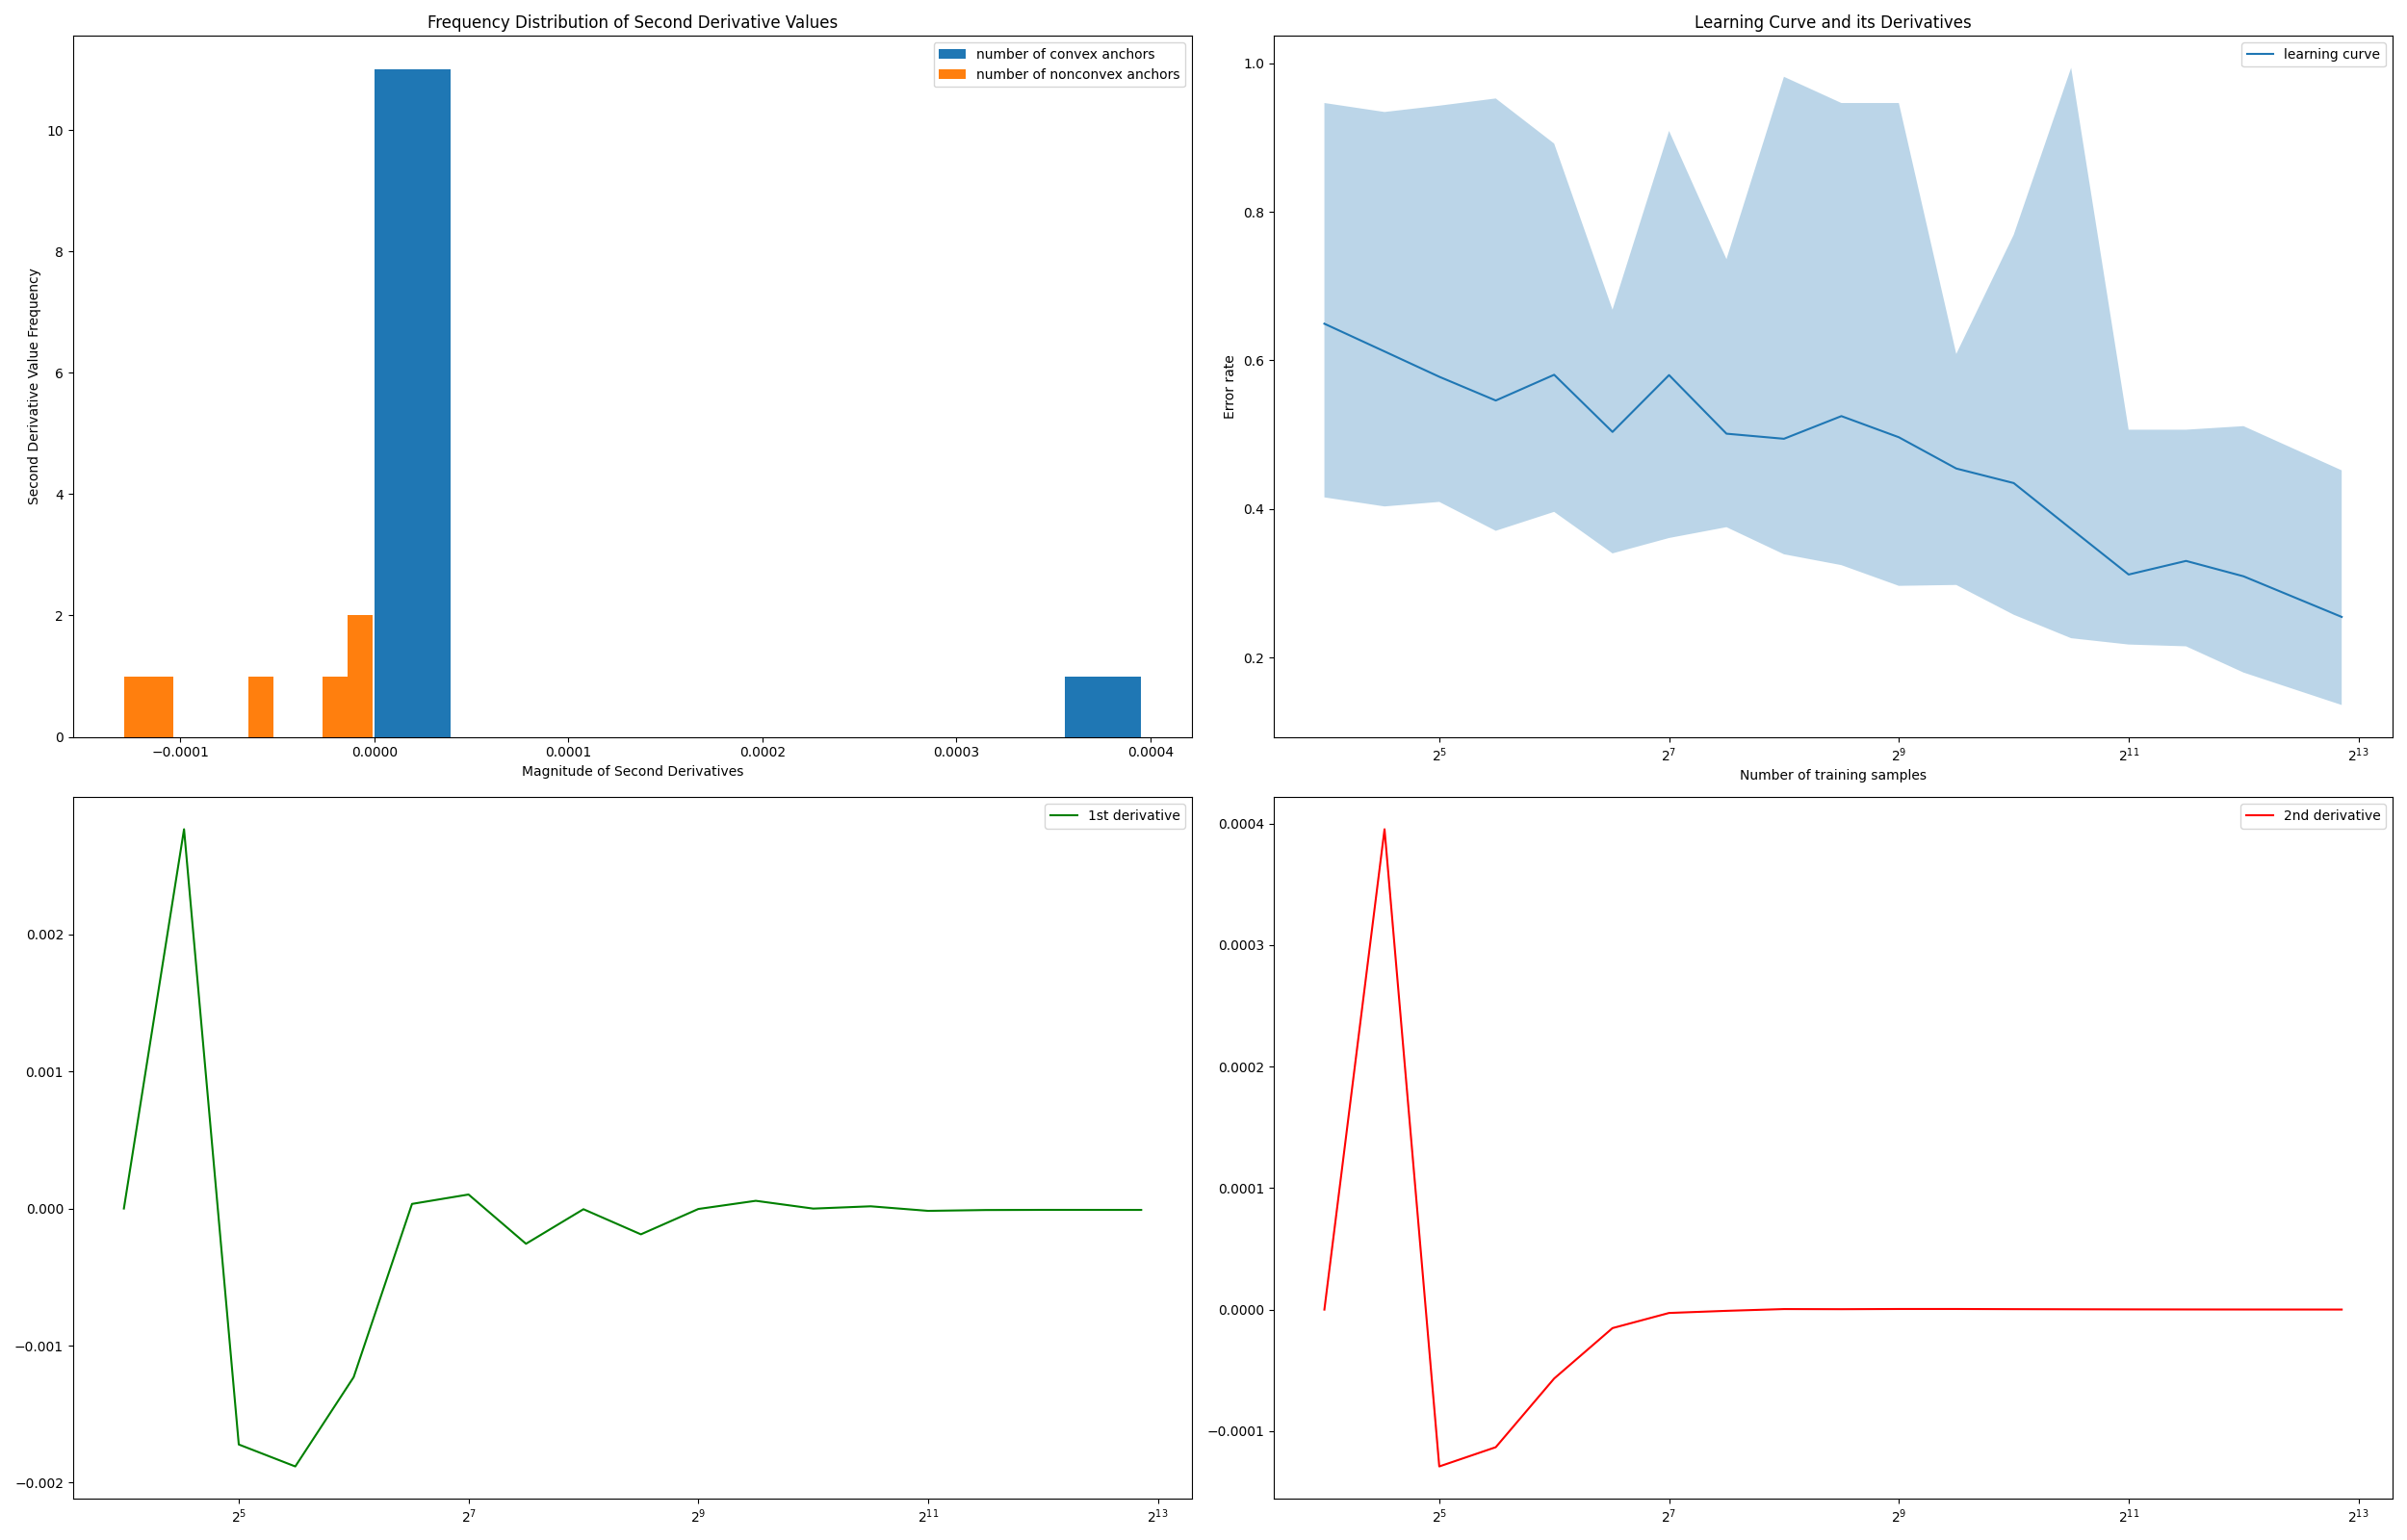 Frequency Distribution of Second Derivative Values
number of convex anchors
number of nonconvex anchors
Second Derivative Value Frequency
10
8
6
4
2
0
−0.0001 0.0000 0.0001 0.0002 0.0003 0.0004
Magnitude of Second Derivatives
Learning Curve and its Derivatives
learning curve
Error rate
1.0
0.8
0.6
0.4
0.2
2^5 2^7 2^9 2^11 2^13
Number of training samples
1st derivative
0.002
0.001
0.000
−0.001
−0.002
2^5 2^7 2^9 2^11 2^13
2nd derivative
0.0004
0.0003
0.0002
0.0001
0.0000
−0.0001
2^5 2^7 2^9 2^11 2^13